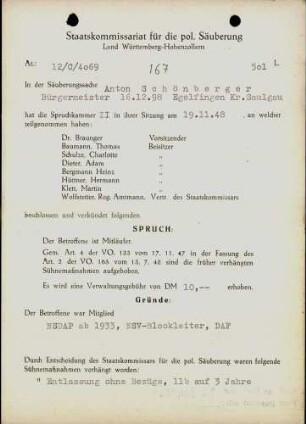 Staatskommissariat für die pol. Säuberung
Land Württemberg-Hohenzollern
Az.: 12/O/4o69 167 5o1 L.
In der Säuberungssache Anton Schönberger
Bürgermeister 16.12.98 Egelfingen Kr.Saulgau
hat die Spruchkammer II in ihrer Sitzung am 19.11.48 , an welcher
teilgenommen haben:
Dr. Braunger Vorsitzender
Baumann, Thomas Beisitzer
Schulze, Charlotte "
Dieter, Adam "
Bergmann Heinz "
Hüttner, Hermann "
Klett, Martin "
Wolfstetter, Reg. Amtmann, Vertr. des Staatskommissars
beschlossen und verkündet folgenden
SPRUCH:
Der Betroffene ist Mitläufer.
Gem. Art. 4 der VO. 133 vom 17. 11. 47 in der Fassung des
Art. 2 der VO. 165 vom 13. 7. 48 sind die früher verhängten
Sühnemaßnahmen aufgehoben.
Es wird eine Verwaltungsgebühr von DM 10,-- erhoben.
Gründe:
Der Betroffene war Mitglied
NSDAP ab 1933, NSV-Blockleiter, DAF
Durch Entscheidung des Staatskommissars für die pol. Säuberung waren folgende
Sühnemaßnahmen verhängt worden:
" Entlassung ohne Bezüge, 11b auf 3 Jahre